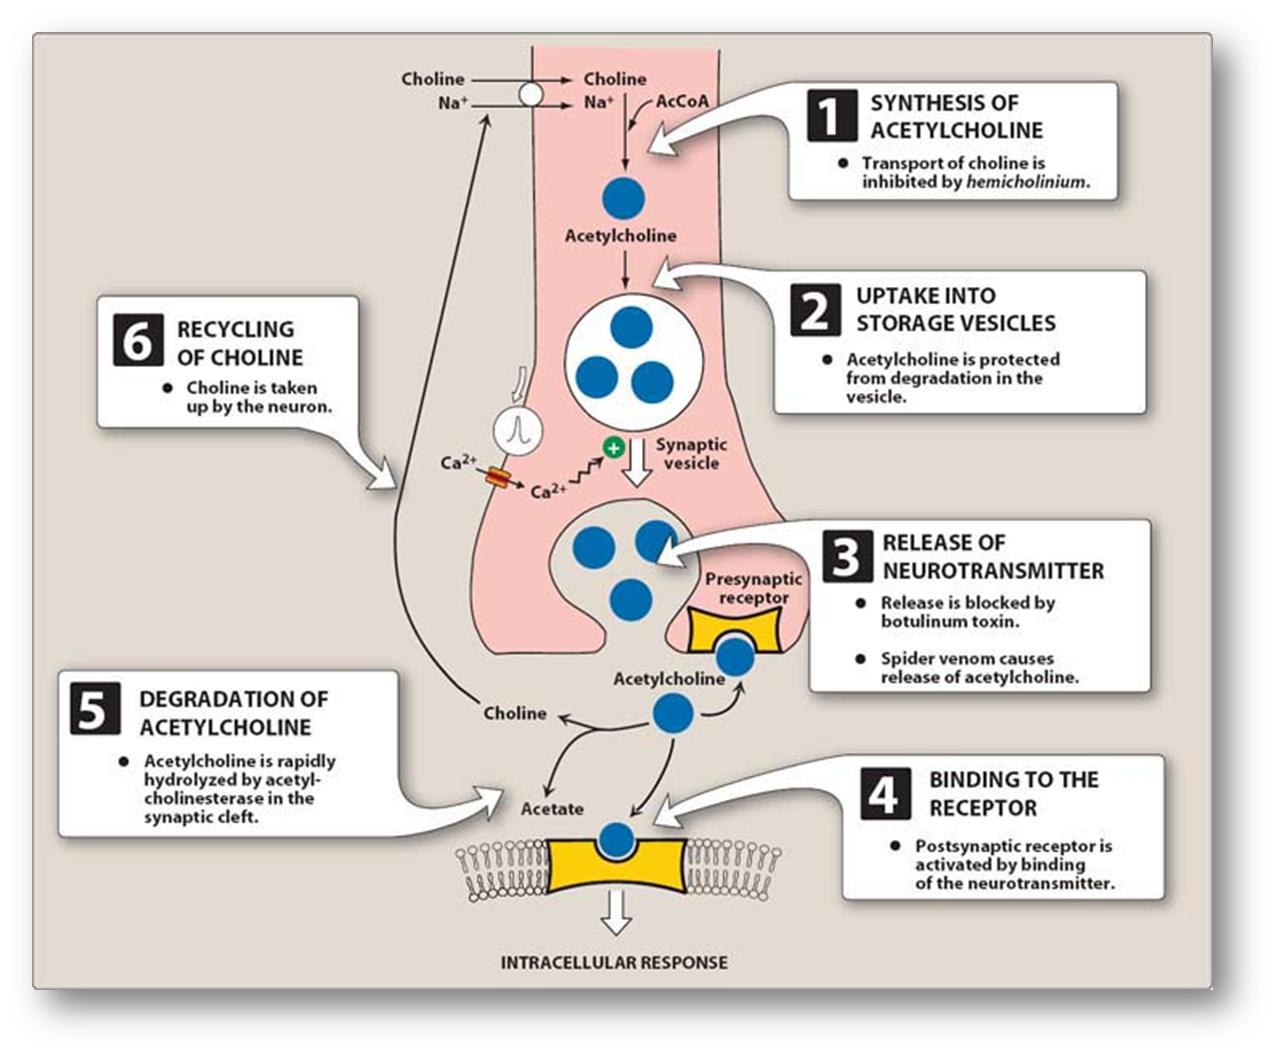 Choline
Na⁺
Choline
Na⁺
AcCoA
1
SYNTHESIS OF
ACETYLCHOLINE
● Transport of choline is
inhibited by hemicholinium.
Acetylcholine
2
UPTAKE INTO
STORAGE VESICLES
● Acetylcholine is protected
from degradation in the
vesicle.
6
RECYCLING
OF CHOLINE
● Choline is taken
up by the neuron.
+
Synaptic
vesicle
Ca²⁺
Ca²⁺
3
RELEASE OF
NEUROTRANSMITTER
● Release is blocked by
botulinum toxin.
● Spider venom causes
release of acetylcholine.
Presynaptic
receptor
Acetylcholine
Choline
Acetate
5
DEGRADATION OF
ACETYLCHOLINE
● Acetylcholine is rapidly
hydrolyzed by acetyl-
cholinesterase in the
synaptic cleft.
4
BINDING TO THE
RECEPTOR
● Postsynaptic receptor is
activated by binding
of the neurotransmitter.
INTRACELLULAR RESPONSE